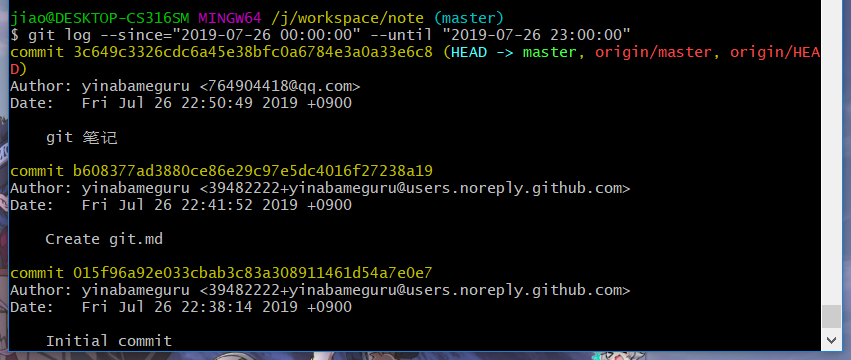 jiao@DESKTOP-CS316SM MINGW64 /j/workspace/note (master)
$ git log --since="2019-07-26 00:00:00" --until "2019-07-26 23:00:00"
commit 3c649c3326cdc6a45e38bfc0a6784e3a0a33e6c8 (HEAD -> master, origin/master, origin/HEA
D)
Author: yinabameguru <764904418@qq.com>
Date:   Fri Jul 26 22:50:49 2019 +0900
git 笔记
commit b608377ad3880ce86e29c97e5dc4016f27238a19
Author: yinabameguru <39482222+yinabameguru@users.noreply.github.com>
Date:   Fri Jul 26 22:41:52 2019 +0900
Create git.md
commit 015f96a92e033cbab3c83a308911461d54a7e0e7
Author: yinabameguru <39482222+yinabameguru@users.noreply.github.com>
Date:   Fri Jul 26 22:38:14 2019 +0900
Initial commit